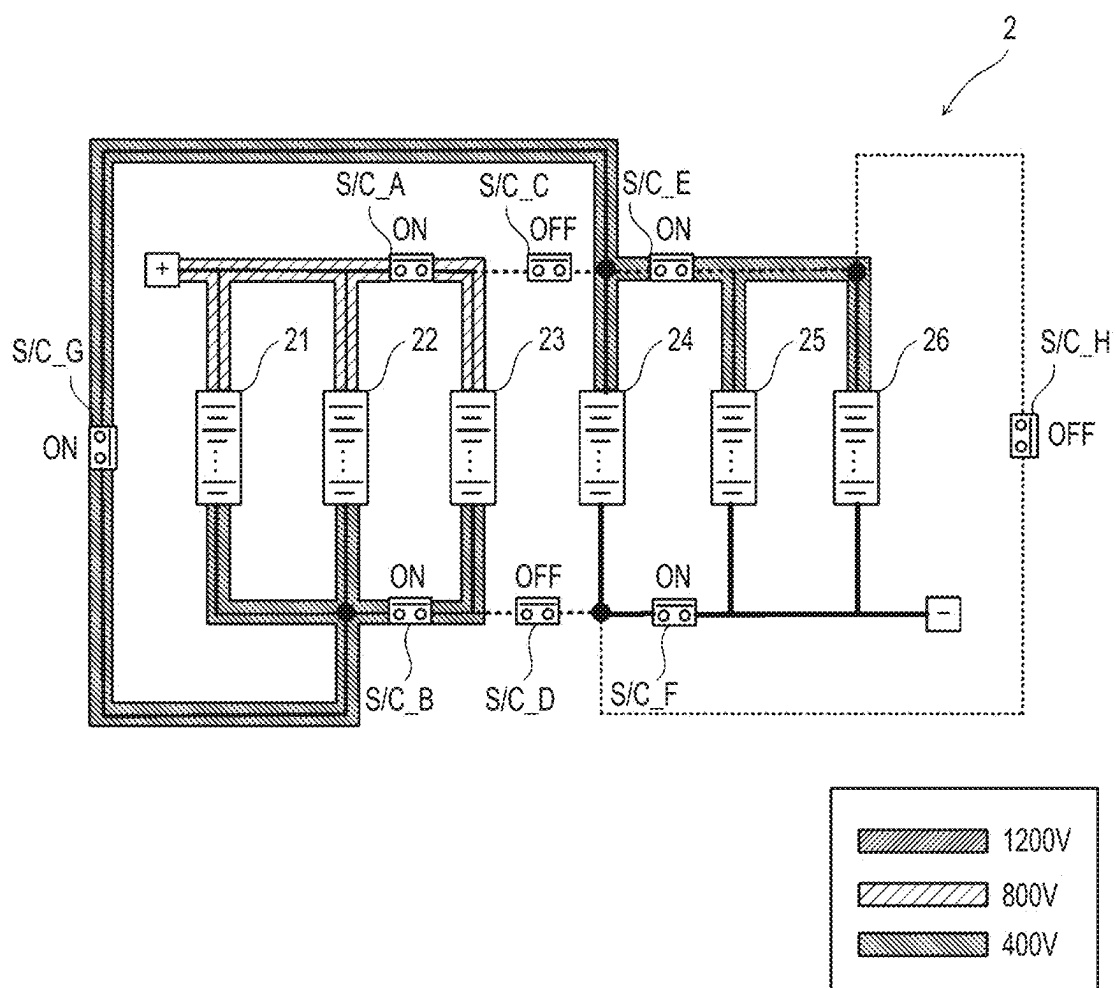 2
S/C_A
S/C_C
S/C_E
ON
OFF
ON
+
S/C_G
21
22
23
24
25
26
S/C_H
ON
OFF
ON
OFF
ON
−
S/C_B
S/C_D
S/C_F
1200V
800V
400V